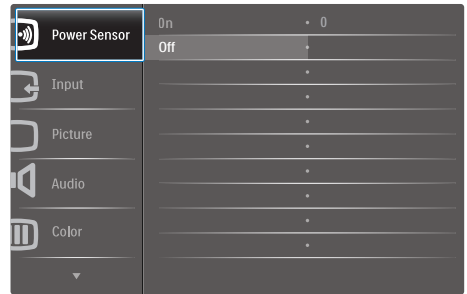 Power Sensor
On • 0
Off •
Input
•
•
Picture
•
•
Audio
•
•
Color
•
•